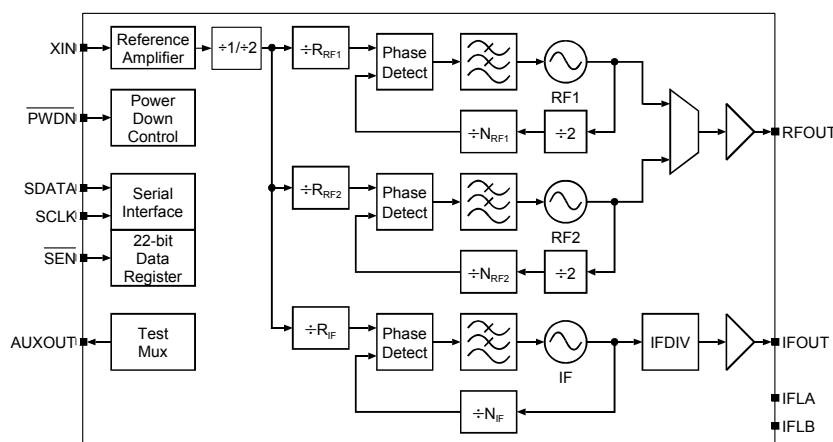 XIN
Reference
Amplifier
÷1/÷2
÷RRF1
Phase
Detect
RF1
÷NRF1
÷2
PWDN
Power
Down
Control
RFOUT
SDATA
SCLK
Serial
Interface
÷RRF2
Phase
Detect
RF2
÷NRF2
÷2
SEN
22-bit
Data
Register
AUXOUT
Test
Mux
÷RIF
Phase
Detect
IF
÷NIF
IFDIV
IFOUT
IFLA
IFLB